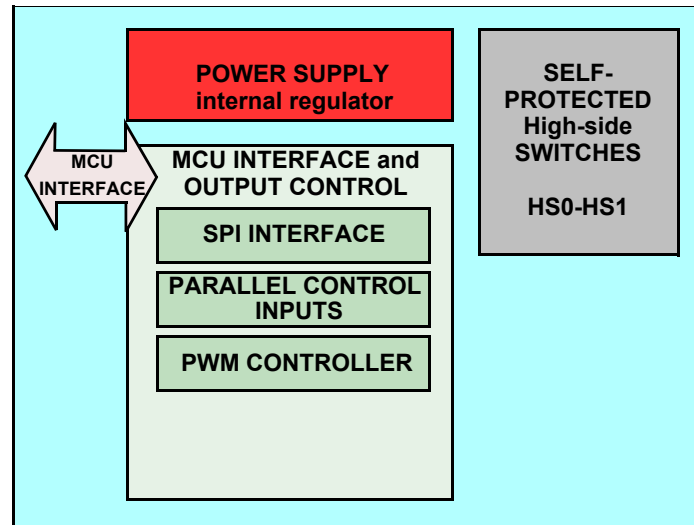 POWER SUPPLY
internal regulator
SELF-
PROTECTED
High-side
SWITCHES
HS0-HS1
MCU
INTERFACE
MCU INTERFACE and
OUTPUT CONTROL
SPI INTERFACE
PARALLEL CONTROL
INPUTS
PWM CONTROLLER